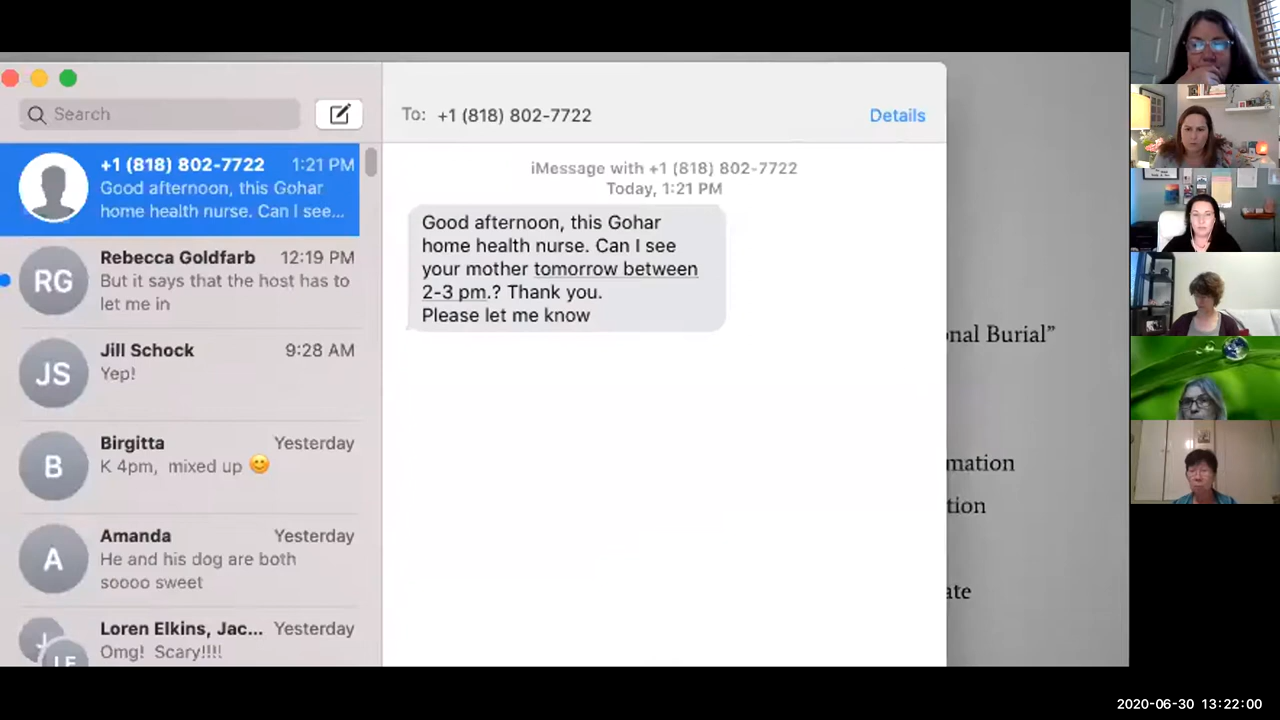 Search
+1 (818) 802-7722 1:21 PM
Good afternoon, this Gohar
home health nurse. Can I see...
RG
Rebecca Goldfarb 12:19 PM
But it says that the host has to
let me in
JS
Jill Schock 9:28 AM
Yep!
B
Birgitta Yesterday
K 4pm, mixed up 😊
A
Amanda Yesterday
He and his dog are both
soooo sweet
Loren Elkins, Jac... Yesterday
Omg! Scary!!!!
To: +1 (818) 802-7722 Details
iMessage with +1 (818) 802-7722
Today, 1:21 PM
Good afternoon, this Gohar
home health nurse. Can I see
your mother tomorrow between
2-3 pm.? Thank you.
Please let me know
nal Burial”
mation
tion
ate
2020-06-30 13:22:00